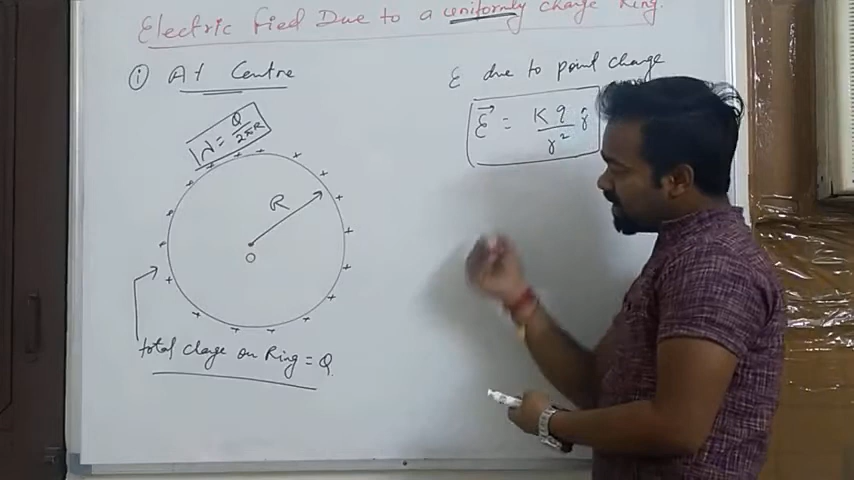 Electric Field Due to a uniformly charge Ring.
(i) At Centre
|λ| = Q/2πR
R
O
total charge on Ring = Q
E due to point charge
E⃗ = Kq/r² r̂